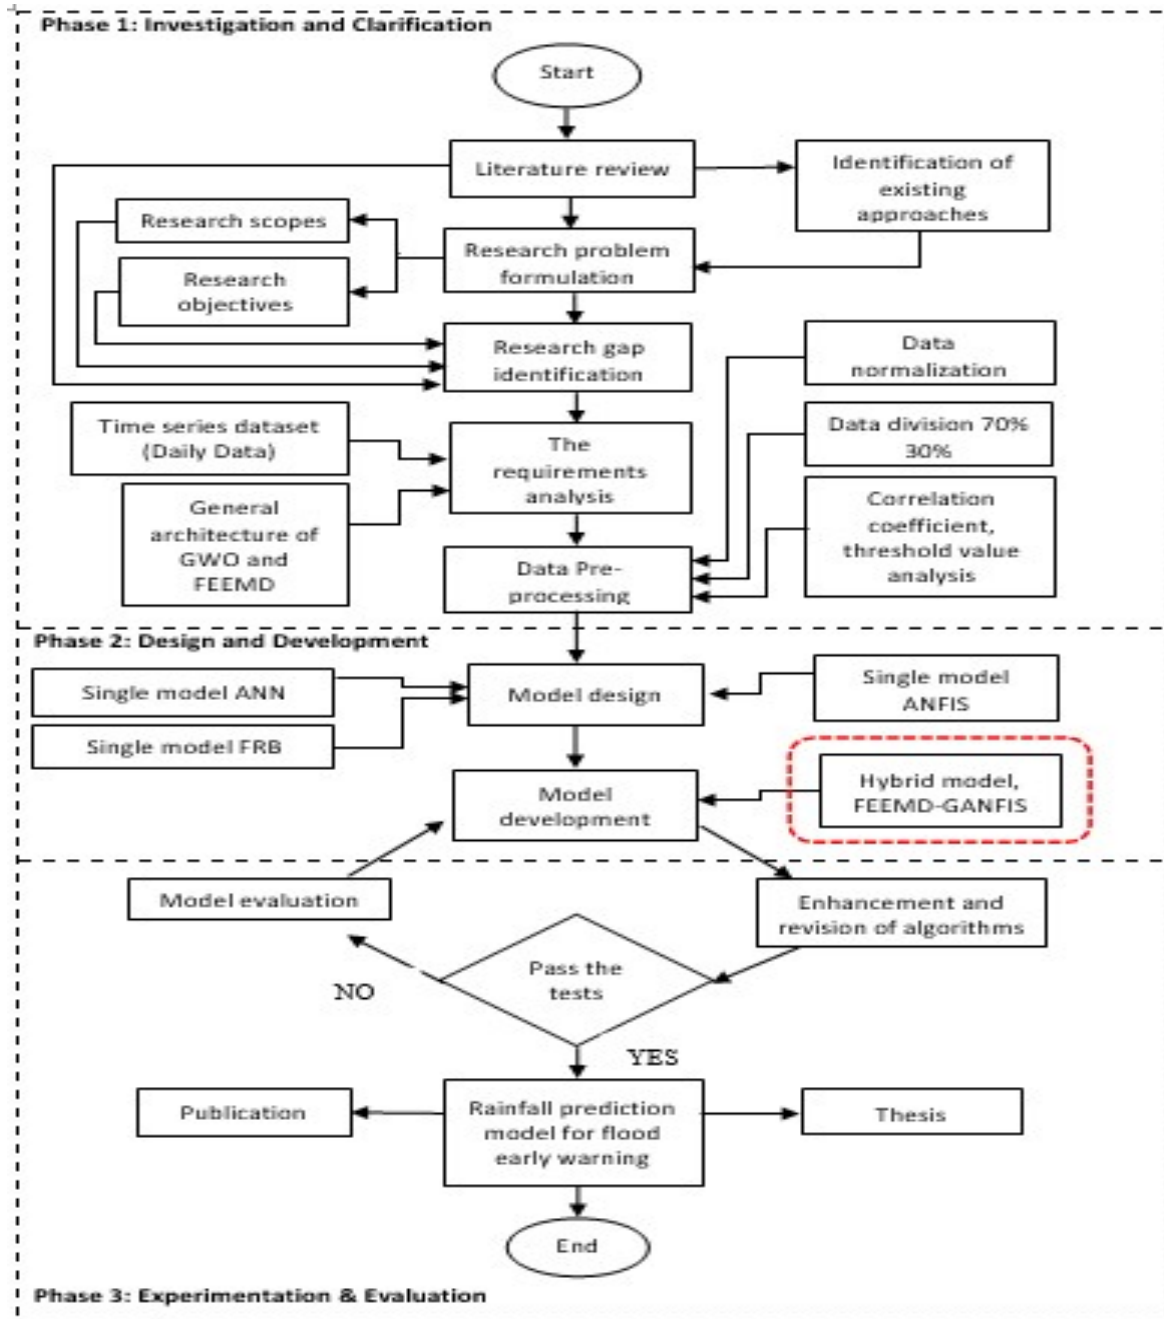 Phase 1: Investigation and Clarification
Start
Literature review
Identification of
existing
approaches
Research scopes
Research problem
formulation
Research
objectives
Research gap
identification
Data
normalization
Time series dataset
(Daily Data)
The
requirements
analysis
Data division 70%
30%
General
architecture of
GWO and
FEEMD
Correlation
coefficient,
threshold value
analysis
Data Pre-
processing
Phase 2: Design and Development
Single model ANN
Model design
Single model
ANFIS
Single model FRB
Model
development
Hybrid model,
FEEMD-GANFIS
Model evaluation
Enhancement and
revision of algorithms
Pass the
tests
NO
YES
Publication
Rainfall prediction
model for flood
early warning
Thesis
End
Phase 3: Experimentation & Evaluation